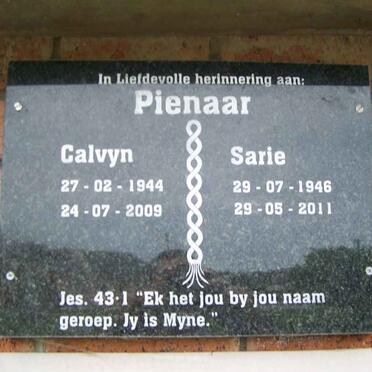 In Liefdevolle herinnering aan:
Pienaar
Calvyn
27 - 02 - 1944
24 - 07 - 2009
Sarie
29 - 07 - 1946
29 - 05 - 2011
Jes. 43:1 "Ek het jou by jou naam
geroep. Jy is Myne."